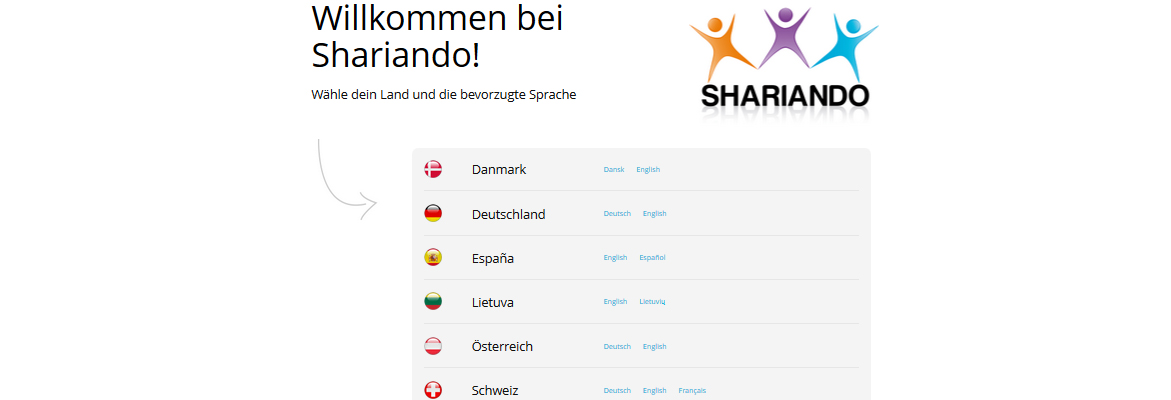 Willkommen bei
Shariando!
Wähle dein Land und die bevorzugte Sprache
SHARIANDO
Danmark Dansk English
Deutschland Deutsch English
España English Español
Lietuva English Lietuvių
Österreich Deutsch English
Schweiz Deutsch English Français